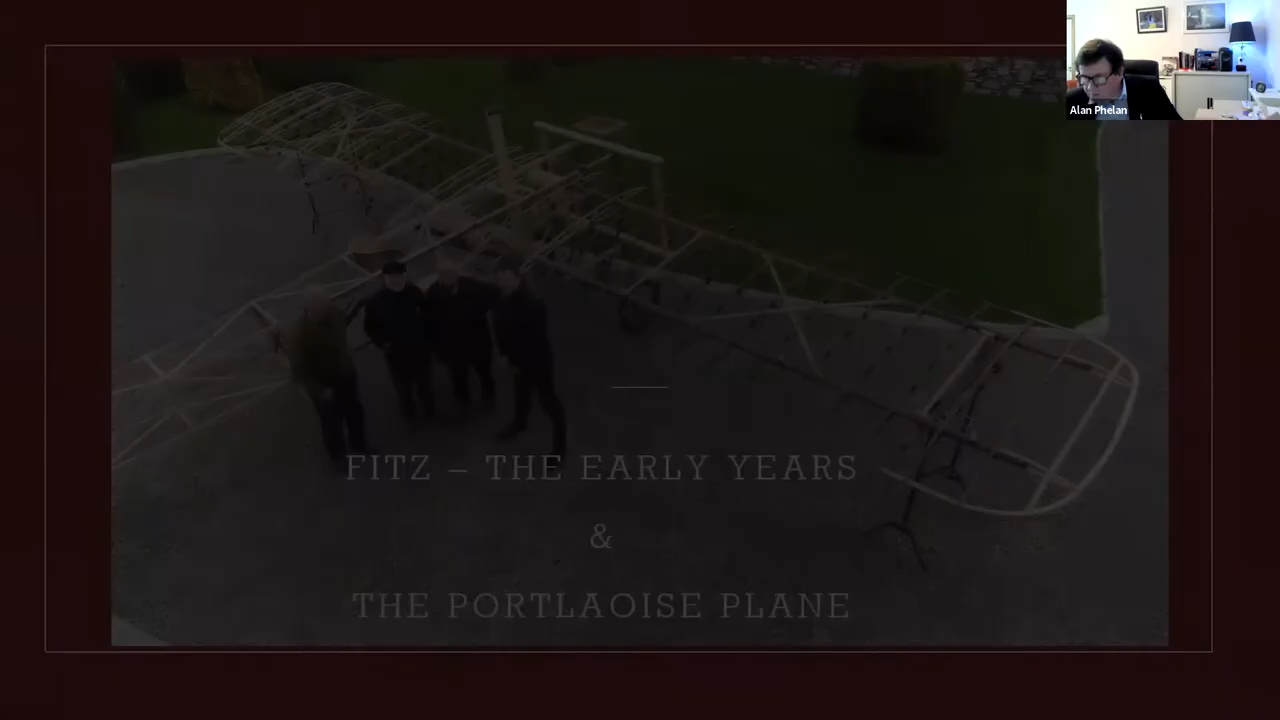 Alan Phelan
FITZ – THE EARLY YEARS
&
THE PORTLAOISE PLANE